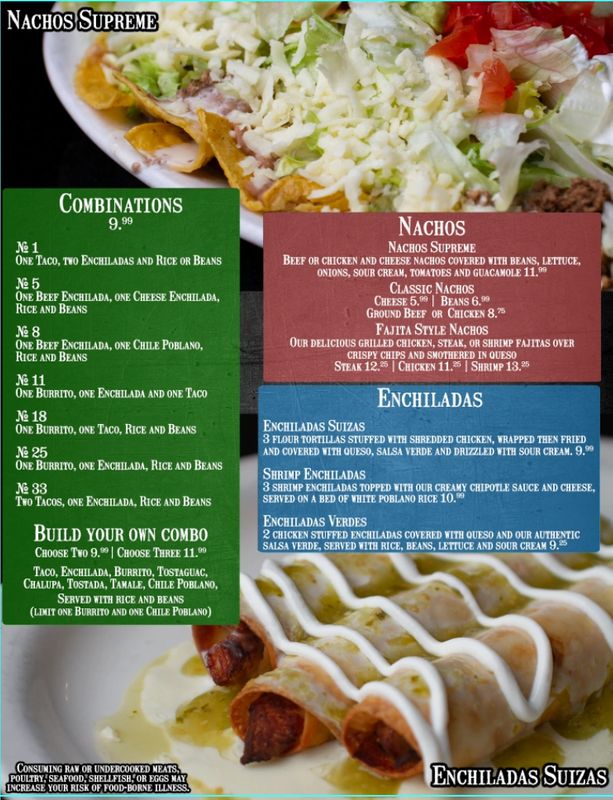 Nachos Supreme
Combinations
9.99
№ 1
One Taco, two Enchiladas and Rice or Beans
№ 5
One Beef Enchilada, one Cheese Enchilada,
Rice and Beans
№ 8
One Beef Enchilada, one Chile Poblano,
Rice and Beans
№ 11
One Burrito, one Enchilada and one Taco
№ 18
One Burrito, one Taco, Rice and Beans
№ 25
One Burrito, one Enchilada, Rice and Beans
№ 33
Two Tacos, one Enchilada, Rice and Beans
Build your own combo
Choose Two 9.99 | Choose Three 11.99
Taco, Enchilada, Burrito, Tostaguac,
Chalupa, Tostada, Tamale, Chile Poblano,
Served with rice and beans
(limit one Burrito and one Chile Poblano)
Nachos
Nachos Supreme
Beef or chicken and cheese nachos covered with beans, lettuce,
onions, sour cream, tomatoes and guacamole 11.99
Classic Nachos
Cheese 5.99 | Beans 6.99
Ground Beef or Chicken 8.75
Fajita Style Nachos
Our delicious grilled chicken, steak, or shrimp fajitas over
crispy chips and smothered in queso
Steak 12.25 | Chicken 11.25 | Shrimp 13.25
Enchiladas
Enchiladas Suizas
3 flour tortillas stuffed with shredded chicken, wrapped then fried
and covered with queso, salsa verde and drizzled with sour cream. 9.99
Shrimp Enchiladas
3 shrimp enchiladas topped with our creamy chipotle sauce and cheese,
served on a bed of white poblano rice 10.99
Enchiladas Verdes
2 chicken stuffed enchiladas covered with queso and our authentic
salsa verde, served with rice, beans, lettuce and sour cream 9.25
Consuming raw or undercooked meats,
poultry, seafood, shellfish, or eggs may
increase your risk of food-borne illness.
Enchiladas Suizas